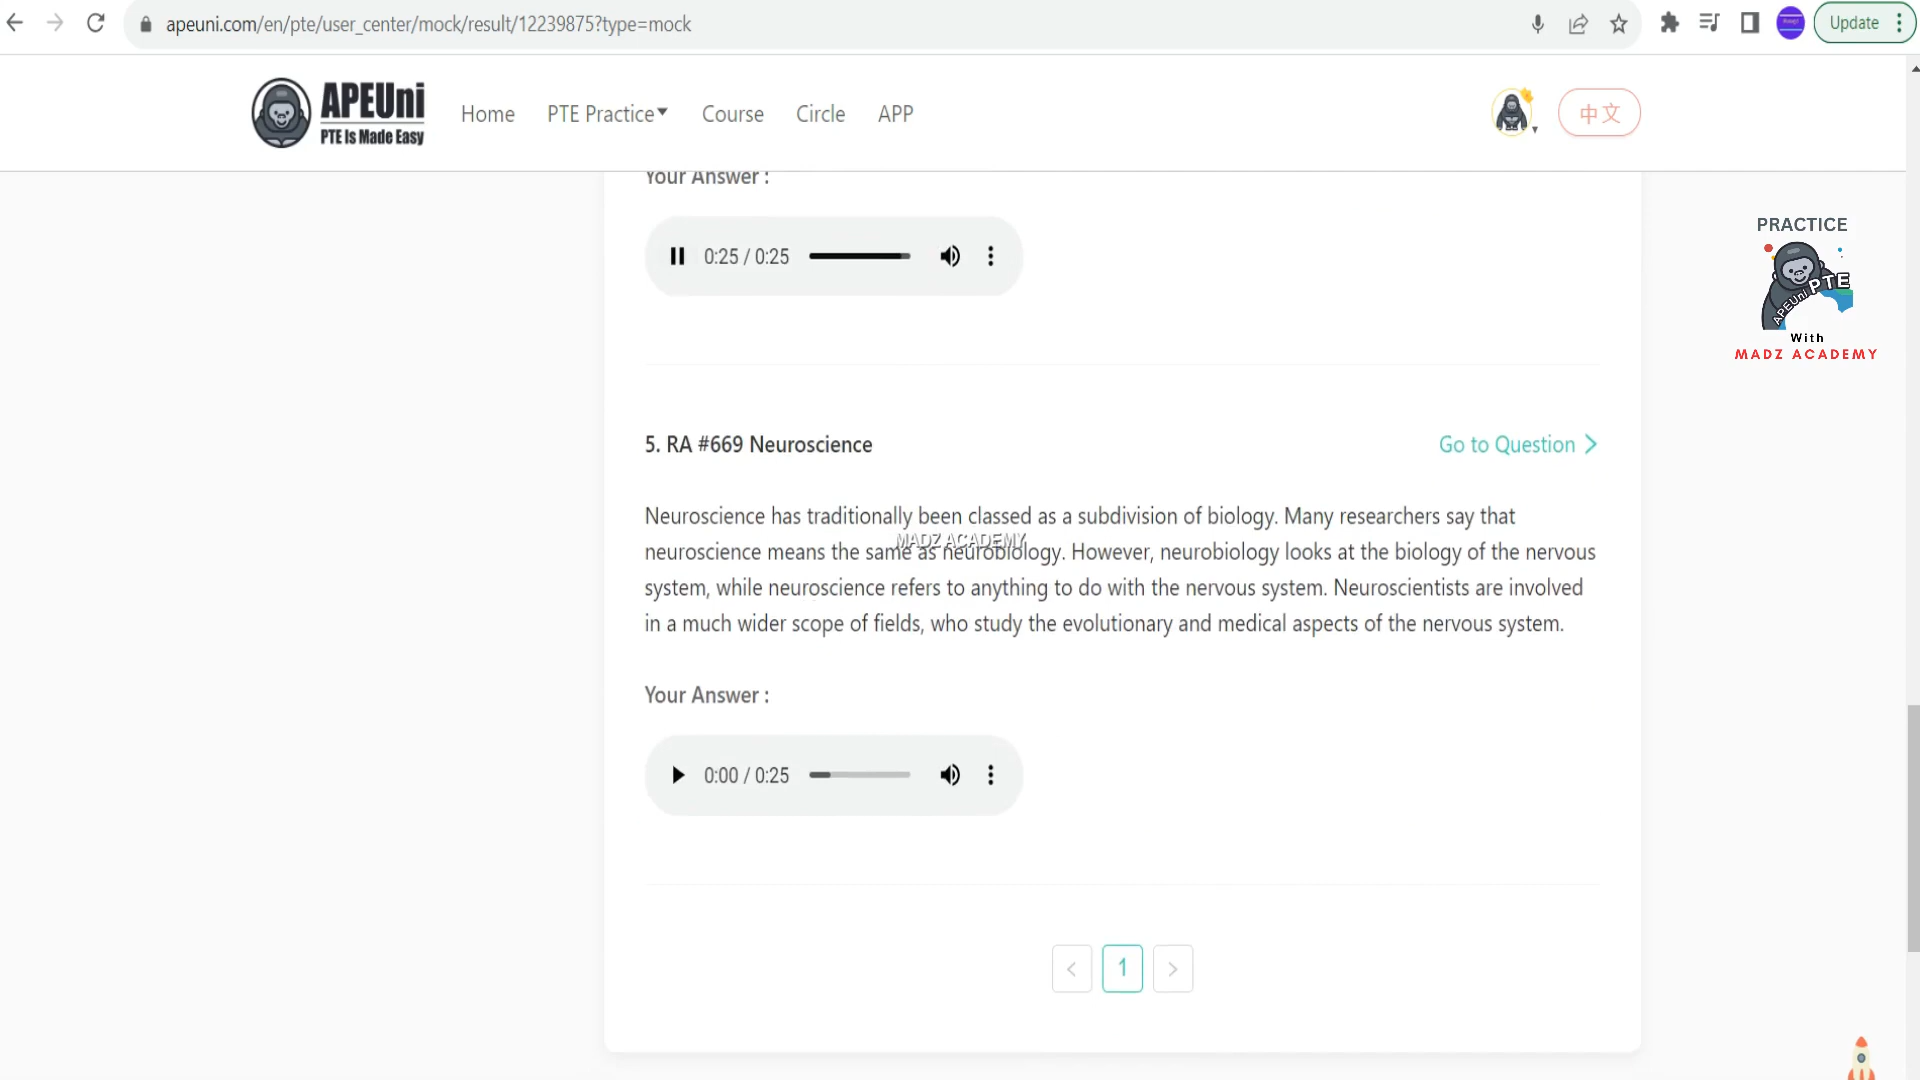 apeuni.com/en/pte/user_center/mock/result/12239875?type=mock
Update
APEUni
PTE Is Made Easy
Home
PTE Practice
Course
Circle
APP
中文
Your Answer :
PRACTICE
APEUni PTE
With
MADZ ACADEMY
0:25 / 0:25
5. RA #669 Neuroscience
Go to Question
Neuroscience has traditionally been classed as a subdivision of biology. Many researchers say that
MADZ ACADEMY
neuroscience means the same as neurobiology. However, neurobiology looks at the biology of the nervous
system, while neuroscience refers to anything to do with the nervous system. Neuroscientists are involved
in a much wider scope of fields, who study the evolutionary and medical aspects of the nervous system.
Your Answer :
0:00 / 0:25
1